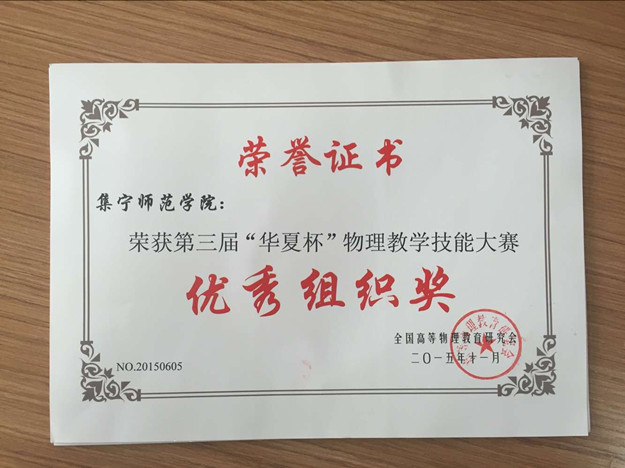 荣誉证书
集宁师范学院：
荣获第三届“华夏杯”物理教学技能大赛
优秀组织奖
全国高等物理教育研究会
二〇一五年十一月
NO.20150605